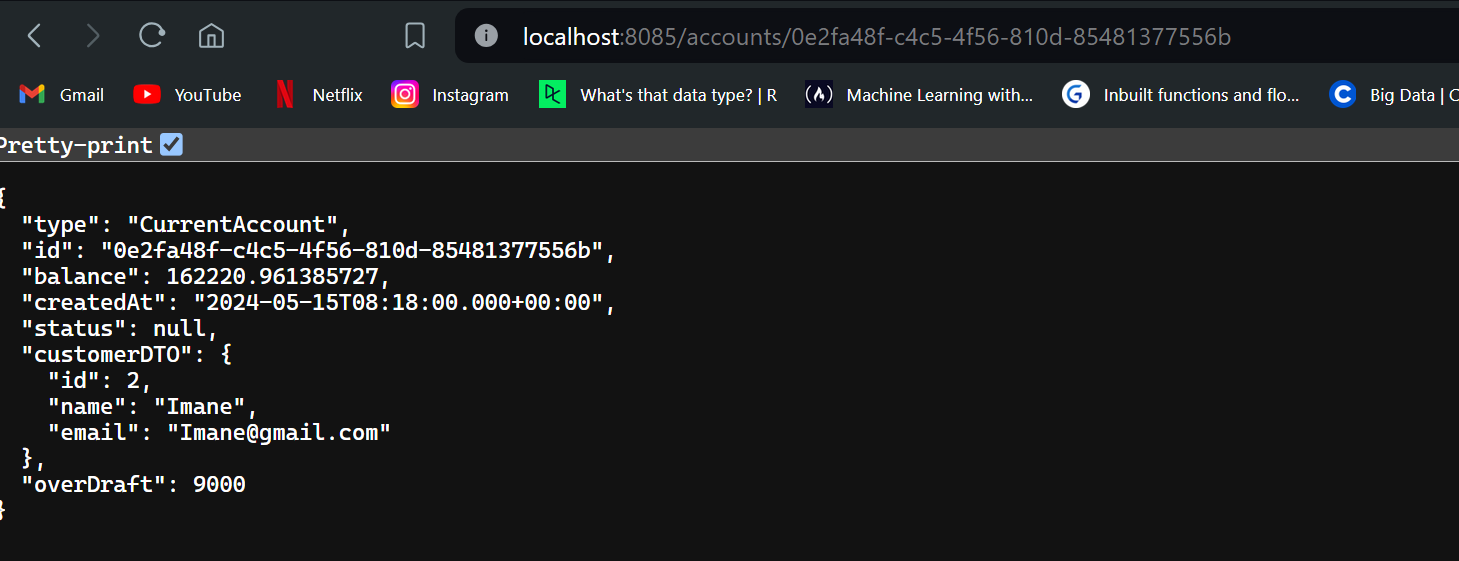 localhost:8085/accounts/0e2fa48f-c4c5-4f56-810d-85481377556b
Gmail YouTube Netflix Instagram What's that data type? | R Machine Learning with... Inbuilt functions and flo... Big Data | C
Pretty-print
{
"type": "CurrentAccount",
"id": "0e2fa48f-c4c5-4f56-810d-85481377556b",
"balance": 162220.961385727,
"createdAt": "2024-05-15T08:18:00.000+00:00",
"status": null,
"customerDTO": {
"id": 2,
"name": "Imane",
"email": "Imane@gmail.com"
},
"overDraft": 9000
}